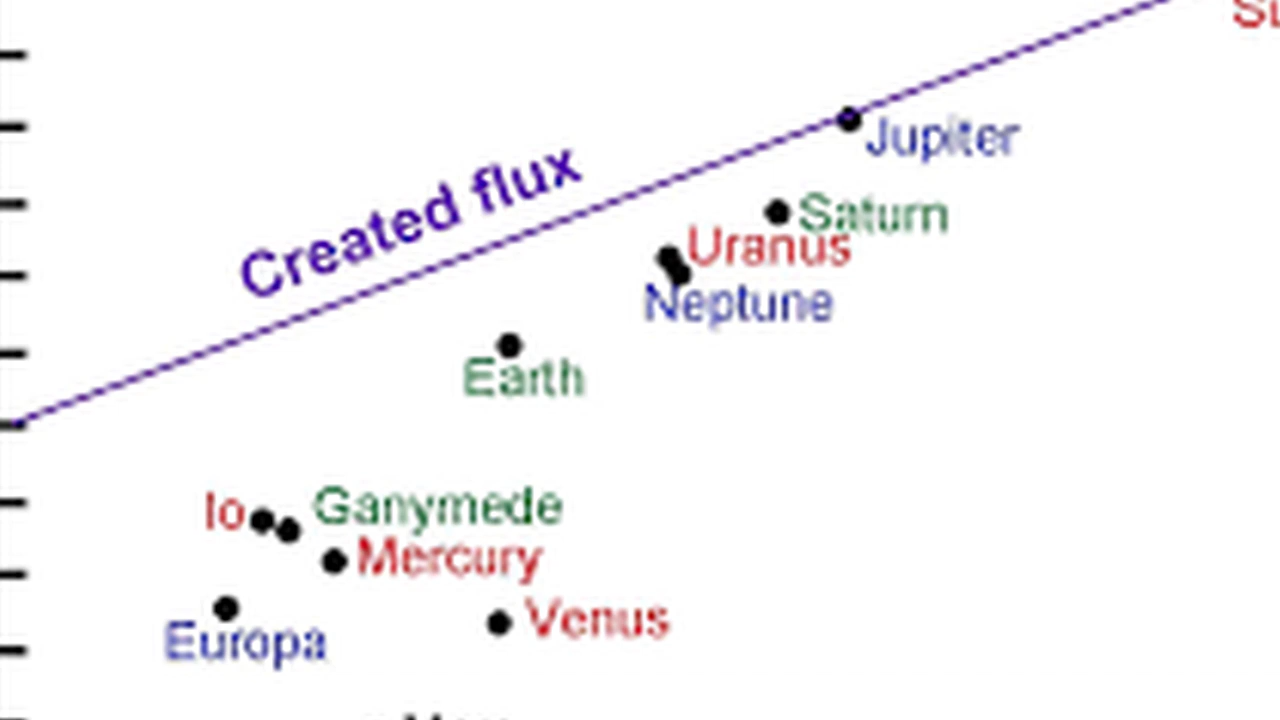 Jupiter
Created flux
Saturn
Uranus
Neptune
Earth
Io
Ganymede
Mercury
Europa
Venus